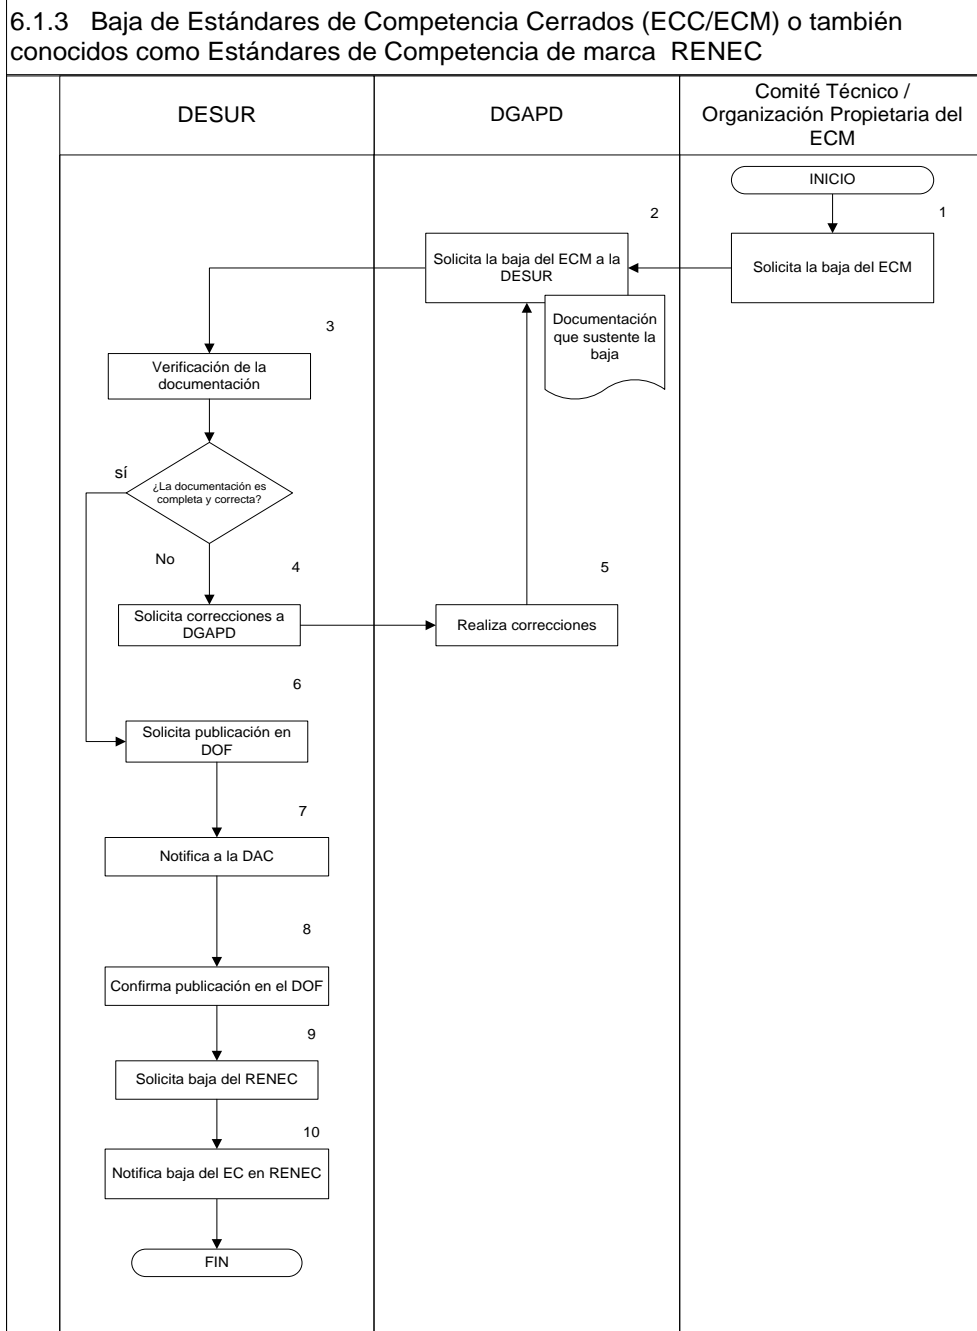 6.1.3 Baja de Estándares de Competencia Cerrados (ECC/ECM) o también
conocidos como Estándares de Competencia de marca RENEC
DESUR
DGAPD
Comité Técnico /
Organización Propietaria del
ECM
INICIO
1
Solicita la baja del ECM
2
Solicita la baja del ECM a la
DESUR
Documentación
que sustente la
baja
3
Verificación de la
documentación
¿La documentación es
completa y correcta?
sí
No
4
Solicita correcciones a
DGAPD
5
Realiza correcciones
6
Solicita publicación en
DOF
7
Notifica a la DAC
8
Confirma publicación en el DOF
9
Solicita baja del RENEC
10
Notifica baja del EC en RENEC
FIN